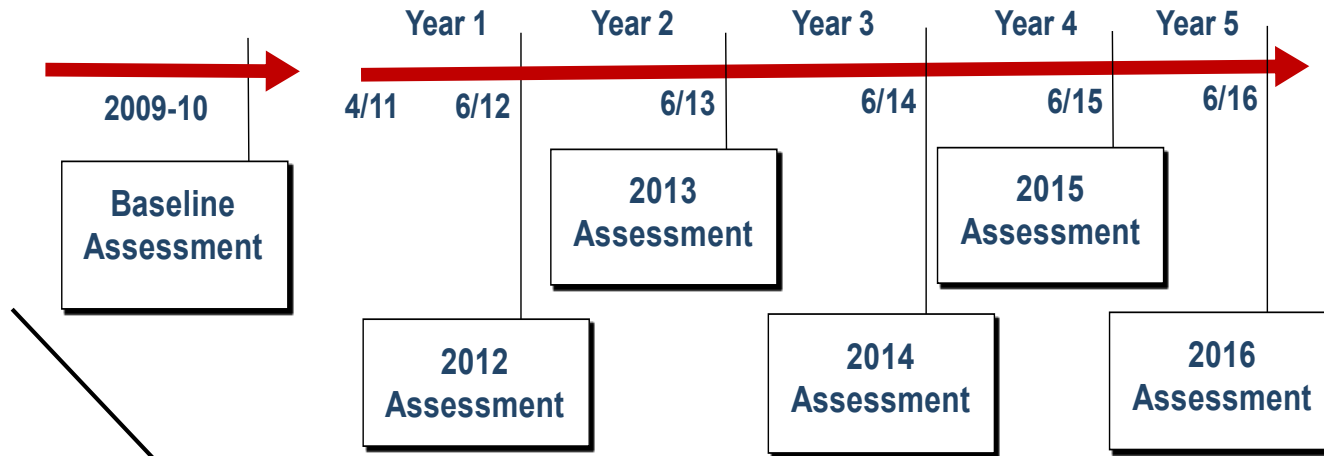 Year 1
Year 2
Year 3
Year 4
Year 5
2009-10
4/11
6/12
6/13
6/14
6/15
6/16
Baseline
Assessment
2013
Assessment
2015
Assessment
2012
Assessment
2014
Assessment
2016
Assessment